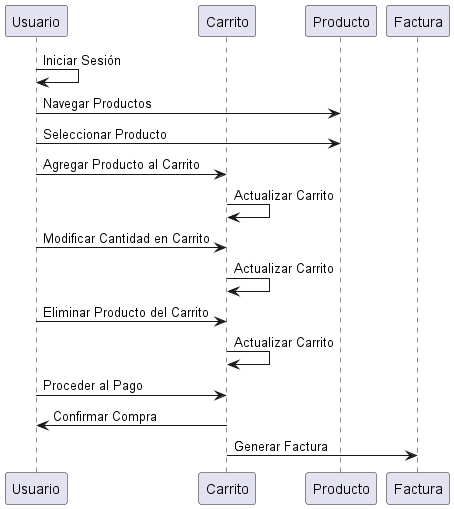 Usuario Carrito Producto Factura
Iniciar Sesión
Navegar Productos
Seleccionar Producto
Agregar Producto al Carrito
Actualizar Carrito
Modificar Cantidad en Carrito
Actualizar Carrito
Eliminar Producto del Carrito
Actualizar Carrito
Proceder al Pago
Confirmar Compra
Generar Factura
Usuario Carrito Producto Factura